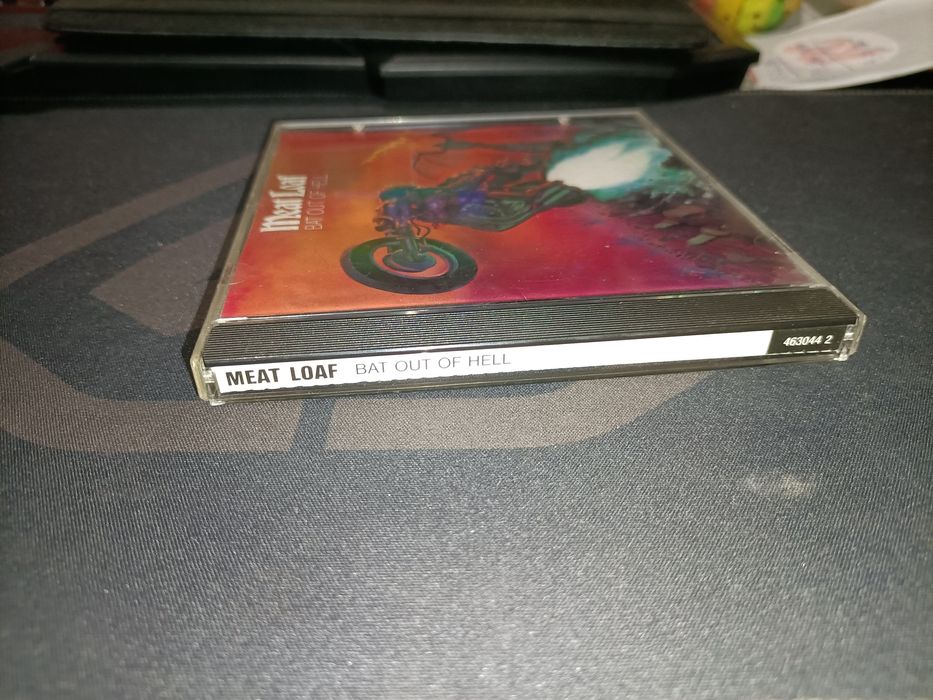 Meat Loaf
BAT OUT OF HELL
MEAT LOAF BAT OUT OF HELL 463044 2